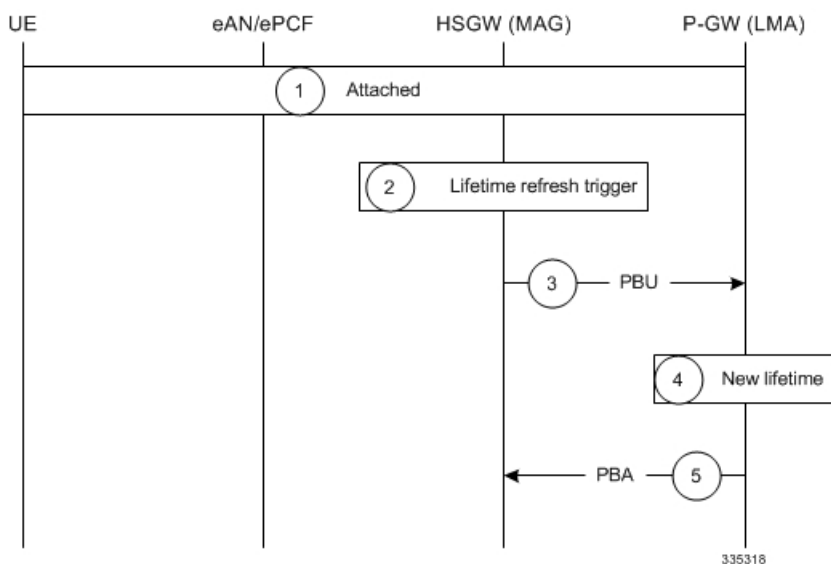 UE eAN/ePCF HSGW (MAG) P-GW (LMA)
1 Attached
2 Lifetime refresh trigger
3 PBU
4 New lifetime
PBA 5
335318